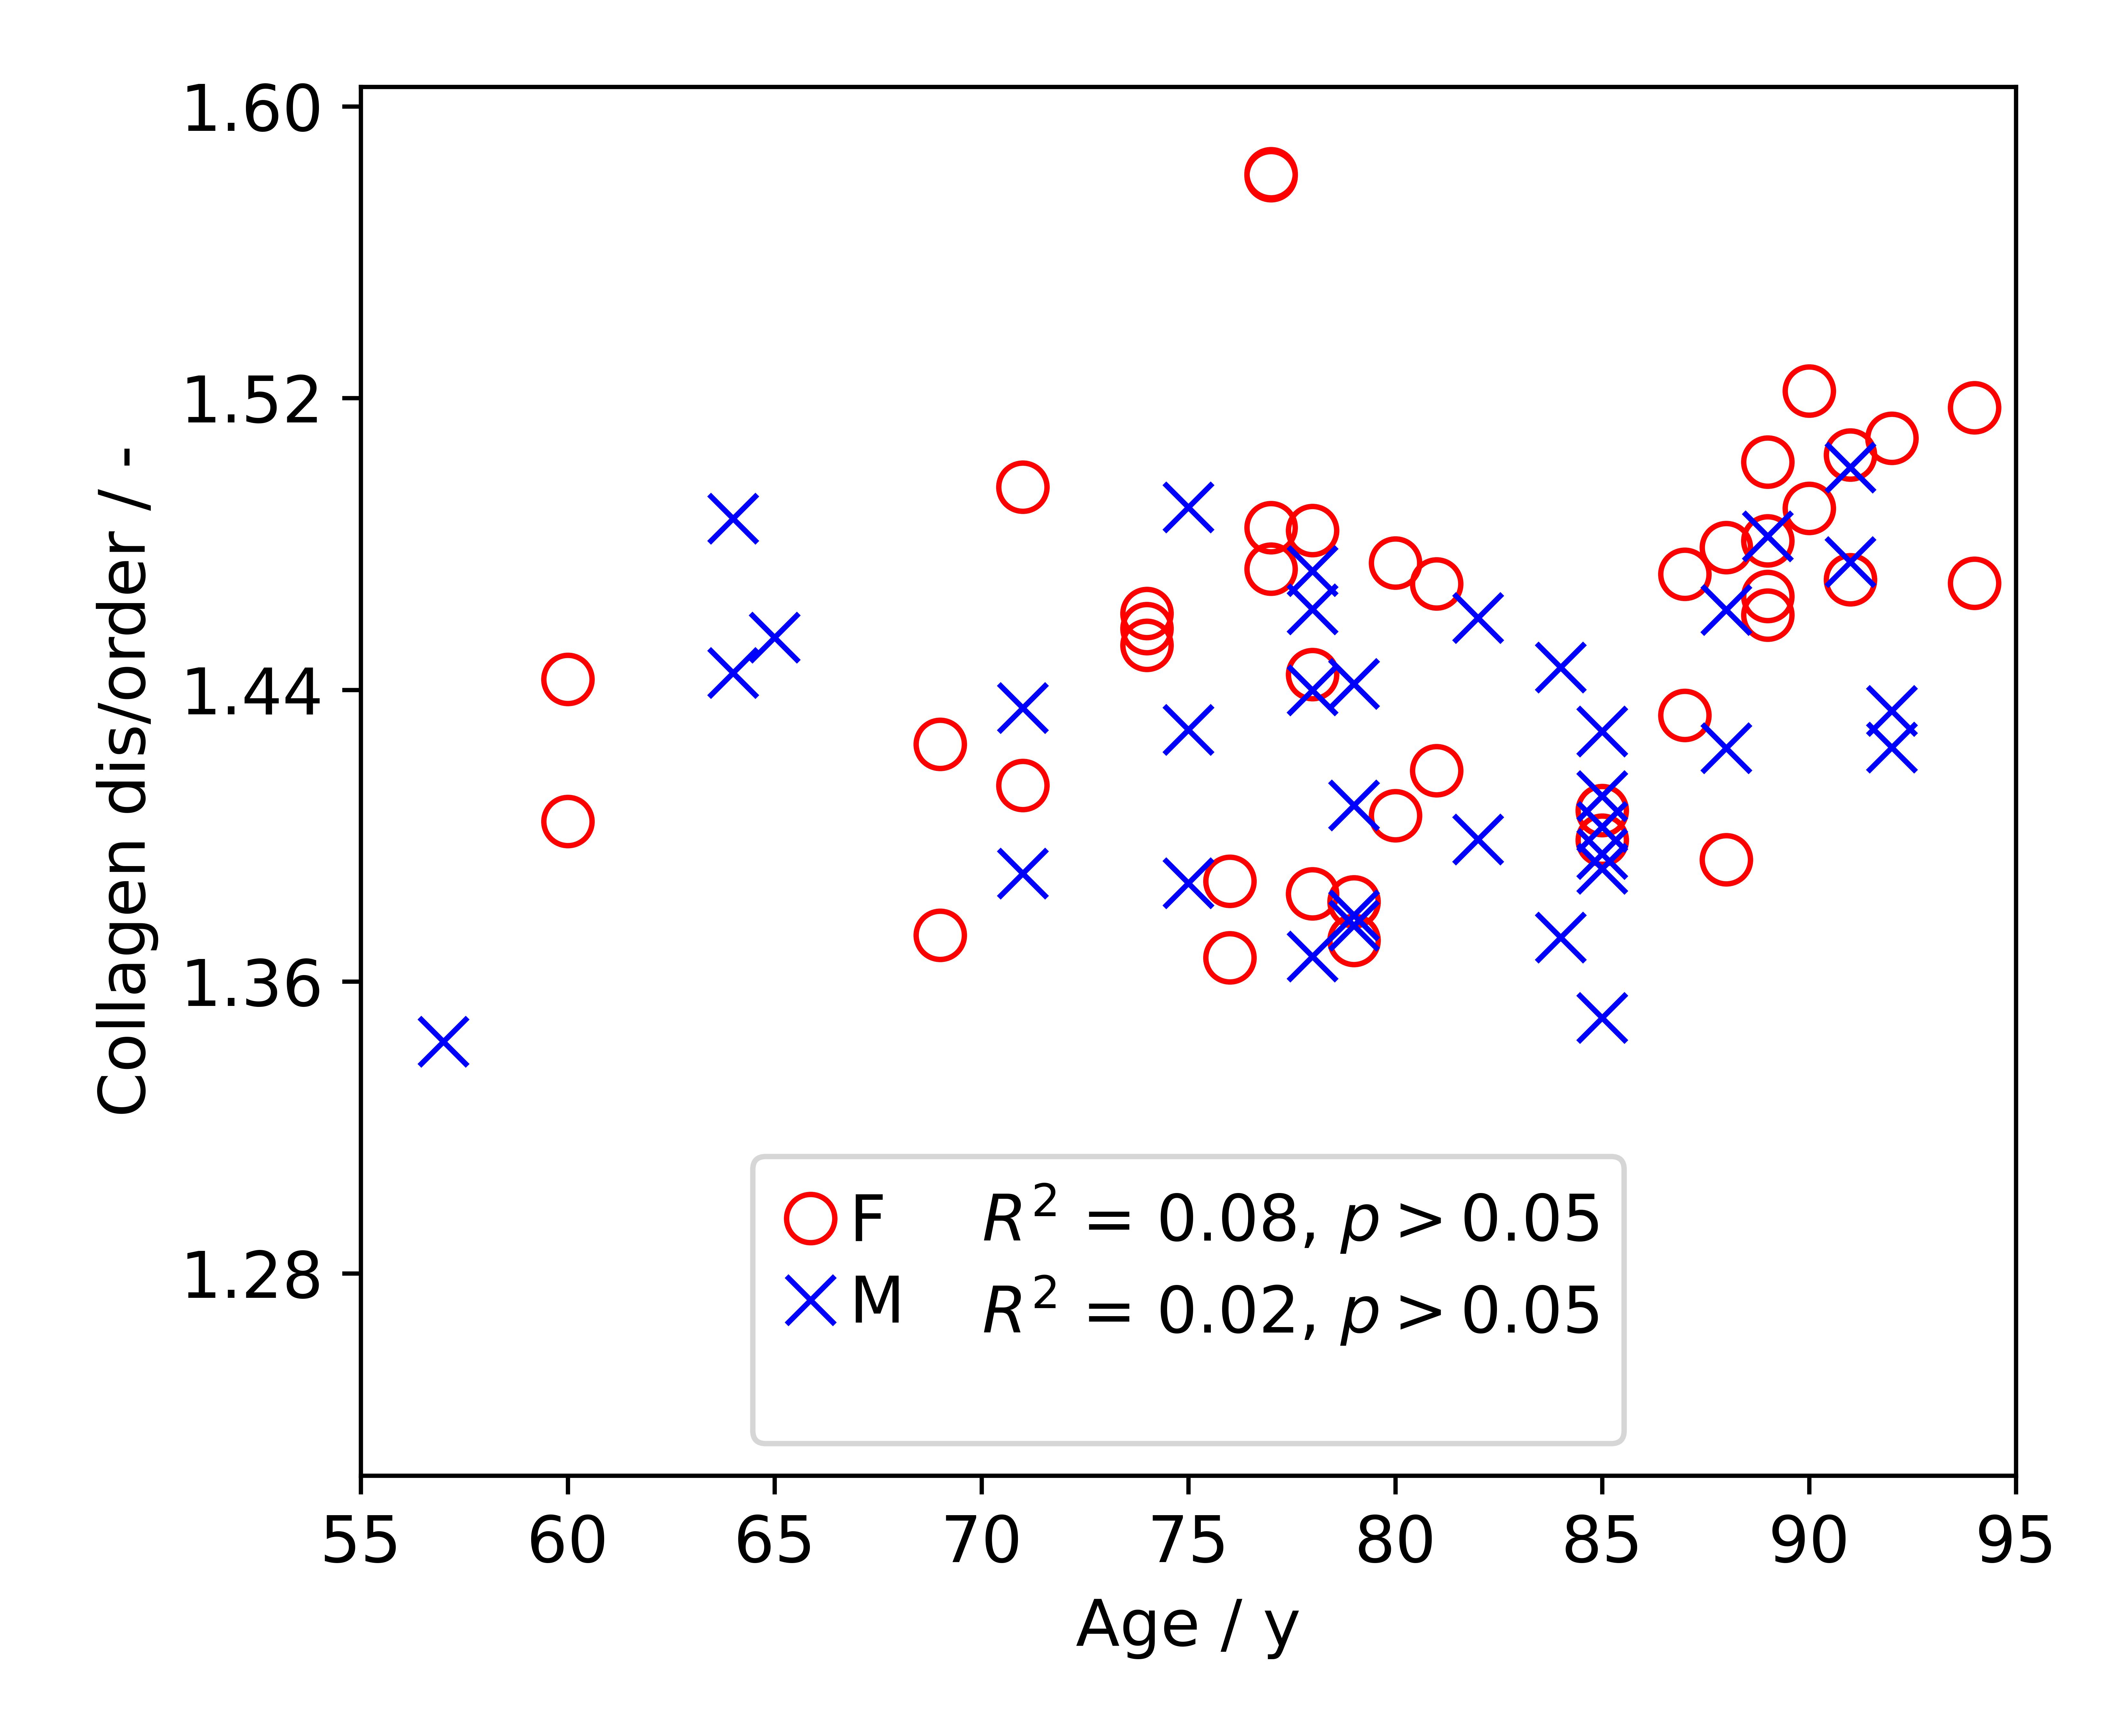 1.60
1.52
1.44
1.36
1.28
Collagen dis/order / -
F R² = 0.08, p > 0.05
M R² = 0.02, p > 0.05
55 60 65 70 75 80 85 90 95
Age / y